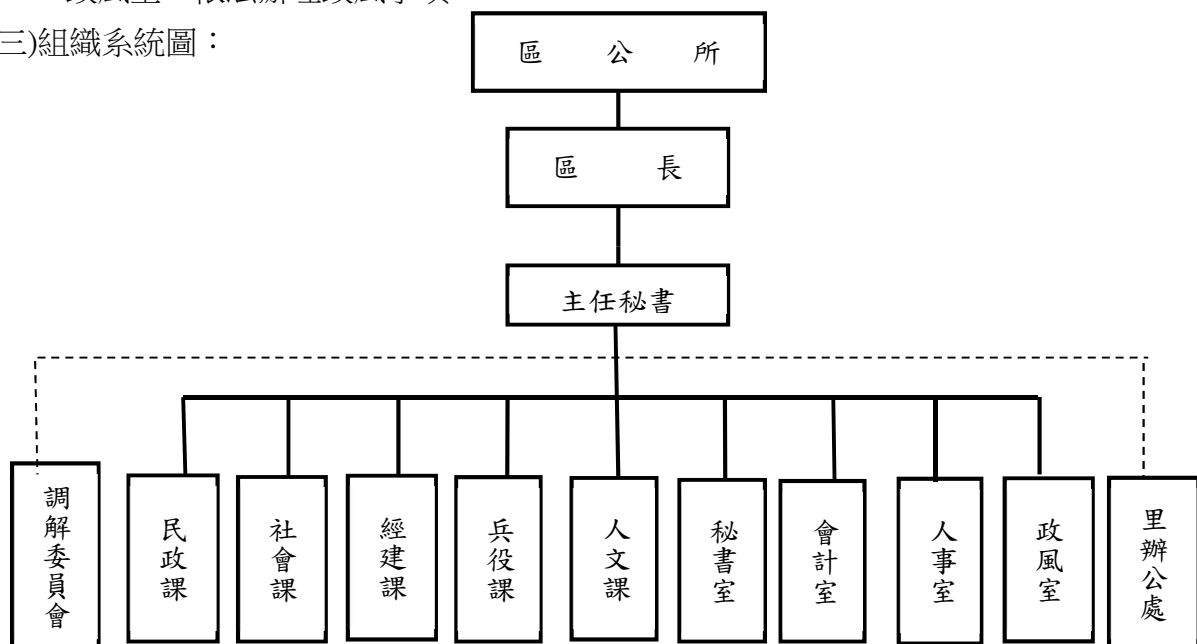 三)組織系統圖：
區 公 所
區 長
主任秘書
調解委員會
民政課
社會課
經建課
兵役課
人文課
秘書室
會計室
人事室
政風室
里辦公處